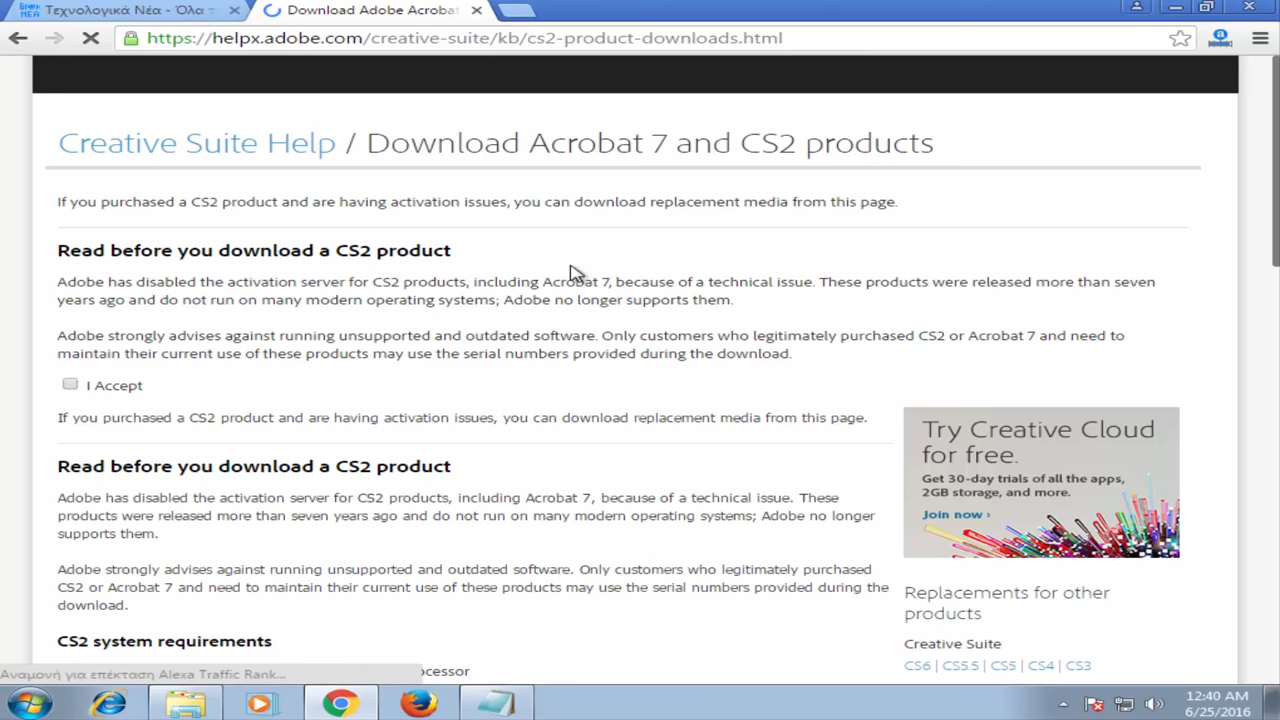 Τεχνολογικά Νέα - Όλα τ
Download Adobe Acrobat
https://helpx.adobe.com/creative-suite/kb/cs2-product-downloads.html
Creative Suite Help / Download Acrobat 7 and CS2 products
If you purchased a CS2 product and are having activation issues, you can download replacement media from this page.
Read before you download a CS2 product
Adobe has disabled the activation server for CS2 products, including Acrobat 7, because of a technical issue. These products were released more than seven
years ago and do not run on many modern operating systems; Adobe no longer supports them.
Adobe strongly advises against running unsupported and outdated software. Only customers who legitimately purchased CS2 or Acrobat 7 and need to
maintain their current use of these products may use the serial numbers provided during the download.
I Accept
If you purchased a CS2 product and are having activation issues, you can download replacement media from this page.
Read before you download a CS2 product
Adobe has disabled the activation server for CS2 products, including Acrobat 7, because of a technical issue. These
products were released more than seven years ago and do not run on many modern operating systems; Adobe no longer
supports them.
Adobe strongly advises against running unsupported and outdated software. Only customers who legitimately purchased
CS2 or Acrobat 7 and need to maintain their current use of these products may use the serial numbers provided during the
download.
CS2 system requirements
ocessor
Try Creative Cloud
for free.
Get 30-day trials of all the apps,
2GB storage, and more.
Join now ›
Replacements for other
products
Creative Suite
CS6 | CS5.5 | CS5 | CS4 | CS3
Αναμονή για επέκταση Alexa Traffic Rank...
12:40 AM
6/25/2016